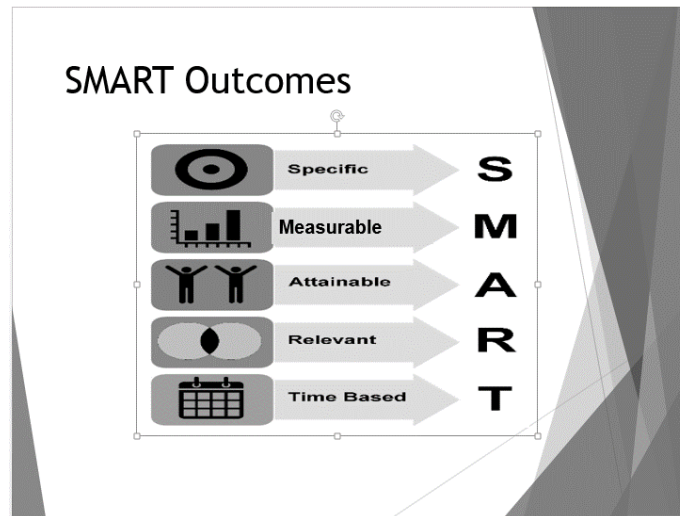 SMART Outcomes
Specific S
Measurable M
Attainable A
Relevant R
Time Based T